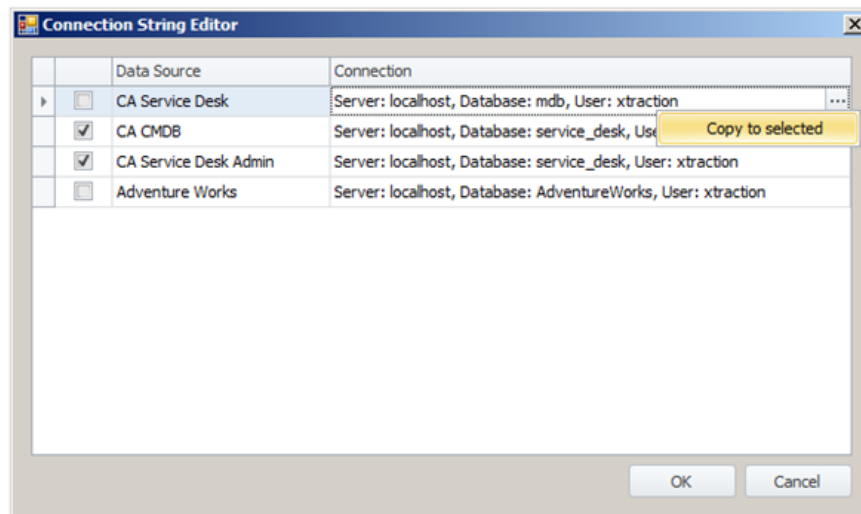 Connection String Editor
Data Source Connection
CA Service Desk Server: localhost, Database: mdb, User: xtraction ...
CA CMDB Server: localhost, Database: service_desk, Use
Copy to selected
CA Service Desk Admin Server: localhost, Database: service_desk, User: xtraction
Adventure Works Server: localhost, Database: AdventureWorks, User: xtraction
OK Cancel